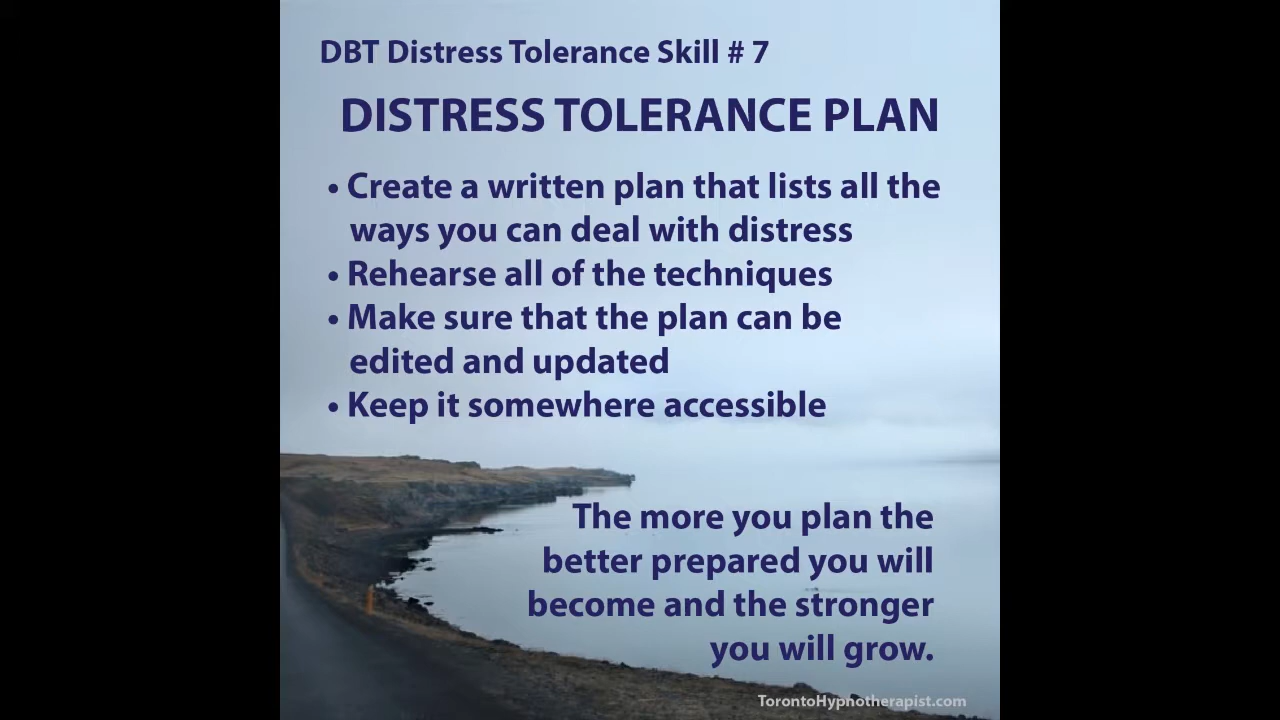 DBT Distress Tolerance Skill # 7
DISTRESS TOLERANCE PLAN
• Create a written plan that lists all the
ways you can deal with distress
• Rehearse all of the techniques
• Make sure that the plan can be
edited and updated
• Keep it somewhere accessible
The more you plan the
better prepared you will
become and the stronger
you will grow.
TorontoHypnotherapist.com